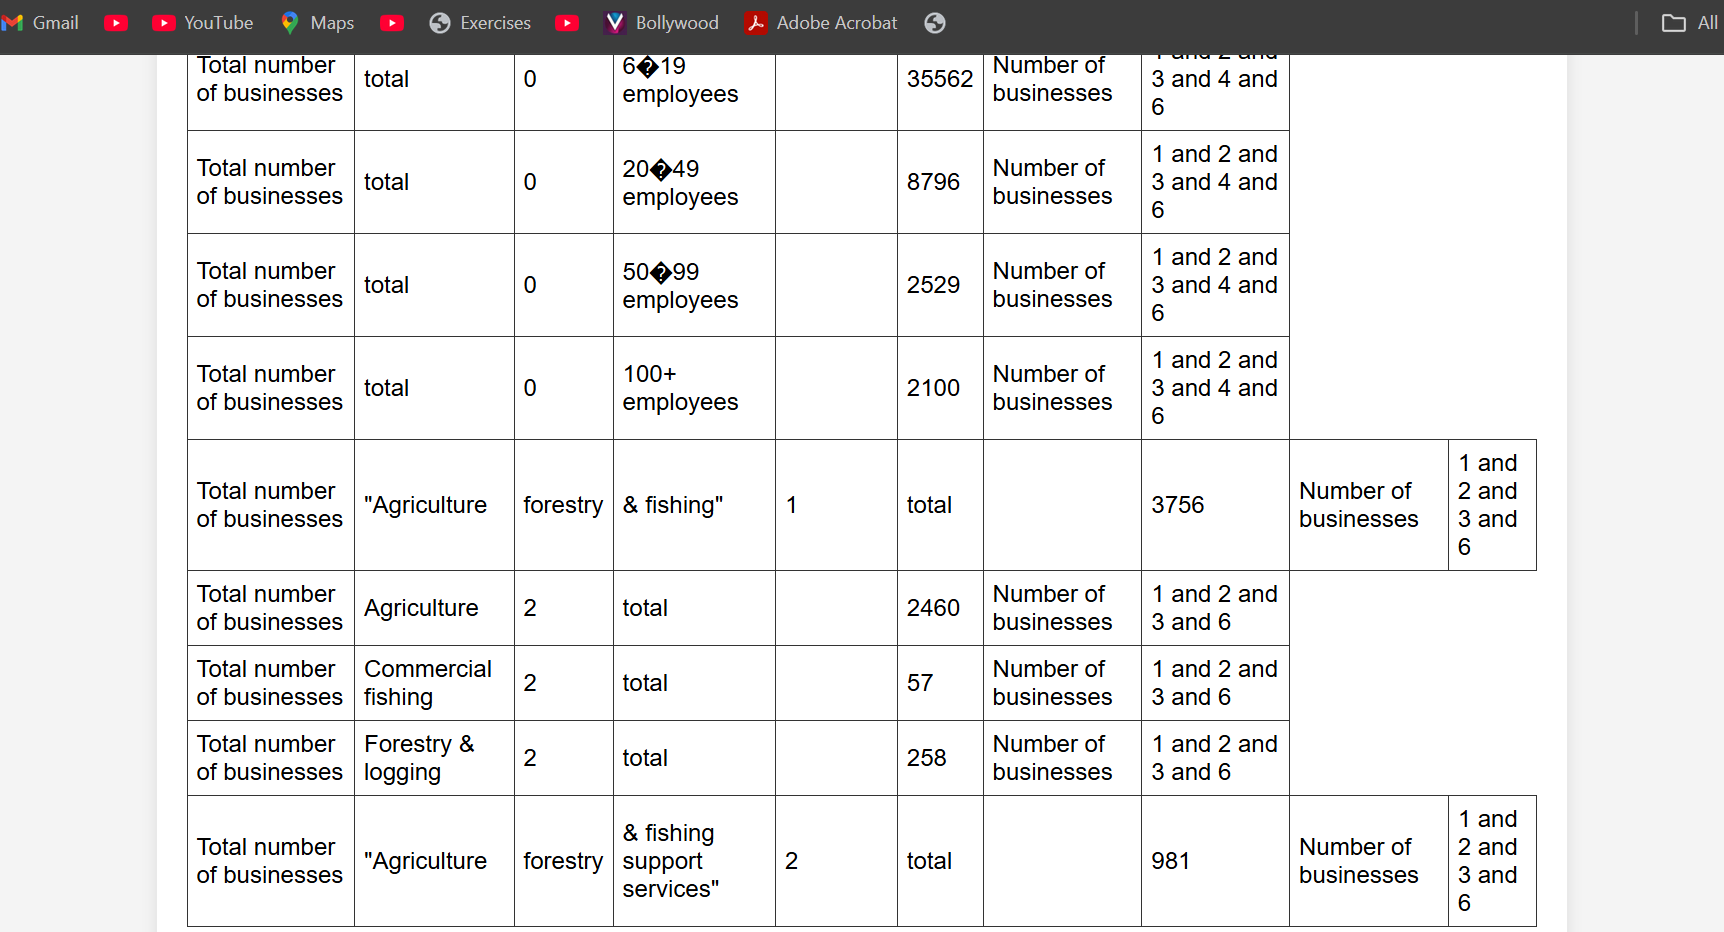 Gmail YouTube Maps Exercises Bollywood Adobe Acrobat All
Total number of businesses total 0 6�19 employees 35562 Number of businesses 1 and 2 and 3 and 4 and 6
Total number of businesses total 0 20�49 employees 8796 Number of businesses 1 and 2 and 3 and 4 and 6
Total number of businesses total 0 50�99 employees 2529 Number of businesses 1 and 2 and 3 and 4 and 6
Total number of businesses total 0 100+ employees 2100 Number of businesses 1 and 2 and 3 and 4 and 6
Total number of businesses "Agriculture forestry & fishing" 1 total 3756 Number of businesses 1 and 2 and 3 and 6
Total number of businesses Agriculture 2 total 2460 Number of businesses 1 and 2 and 3 and 6
Total number of businesses Commercial fishing 2 total 57 Number of businesses 1 and 2 and 3 and 6
Total number of businesses Forestry & logging 2 total 258 Number of businesses 1 and 2 and 3 and 6
Total number of businesses "Agriculture forestry & fishing support services" 2 total 981 Number of businesses 1 and 2 and 3 and 6